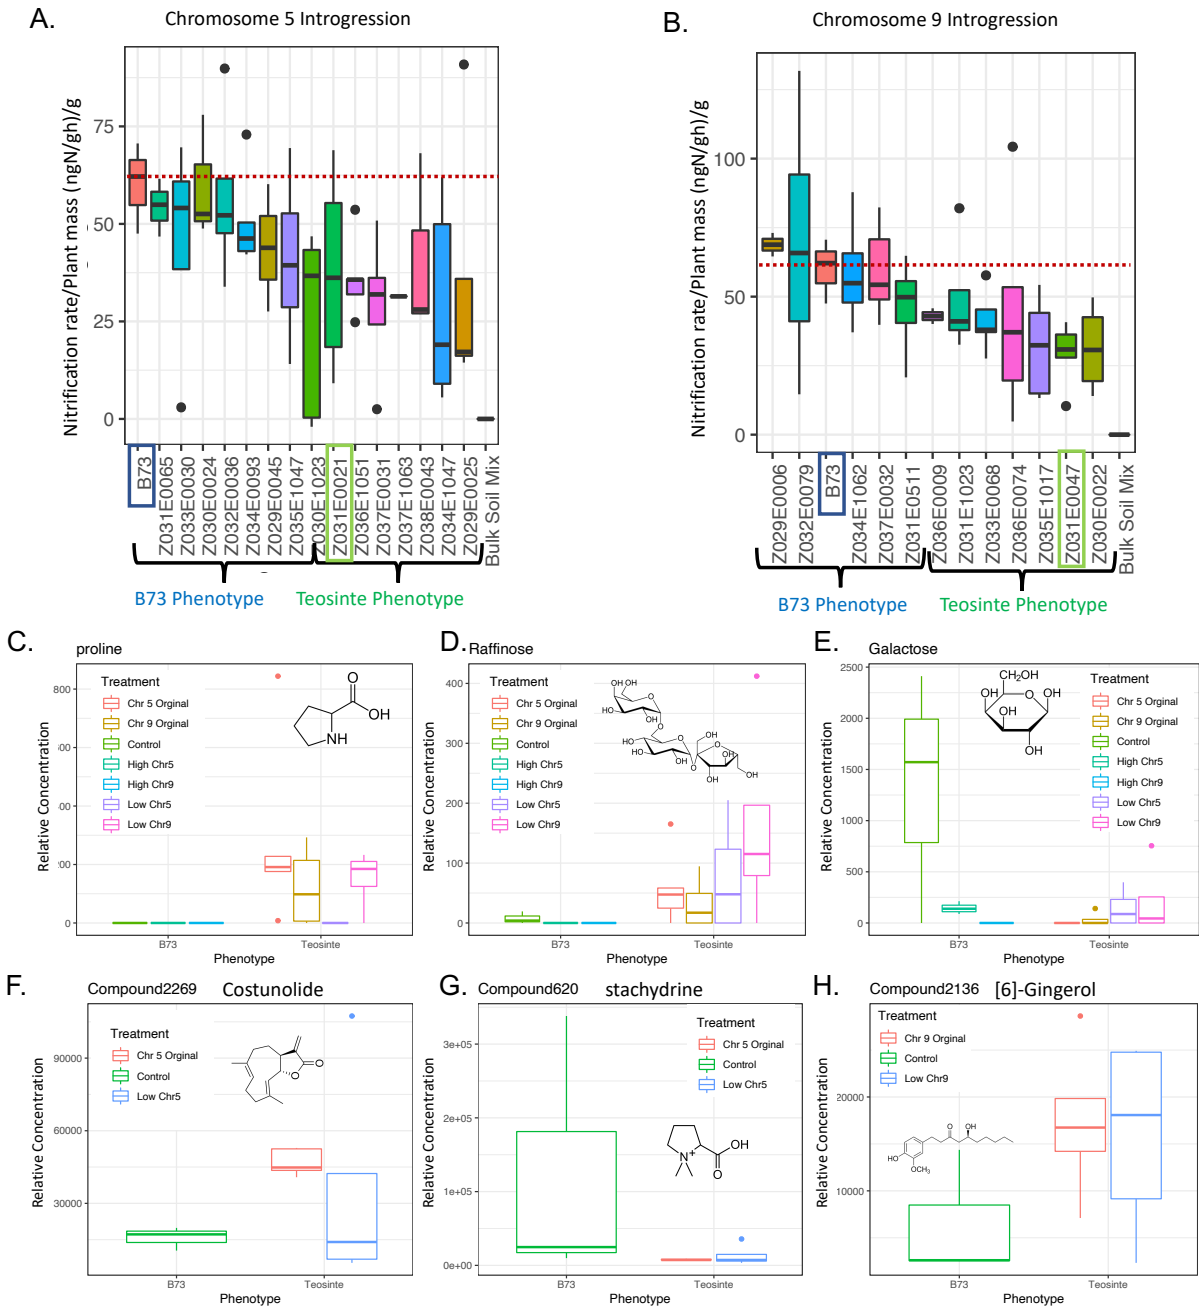 A.
Chromosome 5 Introgression
Nitrification rate/Plant mass (ngN/gh)/g
75
50
25
0
B73
Z031E0065
Z033E0030
Z030E0024
Z032E0036
Z034E0093
Z029E0045
Z035E1047
Z030E1023
Z031E0021
Z036E1051
Z037E0031
Z037E1063
Z038E0043
Z034E1047
Z029E0025
Bulk Soil Mix
B73 Phenotype
Teosinte Phenotype
B.
Chromosome 9 Introgression
Nitrification rate/Plant mass (ngN/gh)/g
100
50
0
Z029E0006
Z032E0079
B73
Z034E1062
Z037E0032
Z031E0511
Z036E0009
Z031E1023
Z033E0068
Z036E0074
Z035E1017
Z031E0047
Z030E0022
Bulk Soil Mix
B73 Phenotype
Teosinte Phenotype
C.
proline
Relative Concentration
800
600
400
200
0
Treatment
Chr 5 Orginal
Chr 9 Orginal
Control
High Chr5
High Chr9
Low Chr5
Low Chr9
O
OH
NH
B73
Teosinte
Phenotype
D.
Raffinose
Relative Concentration
400
300
200
100
0
Treatment
Chr 5 Orginal
Chr 9 Orginal
Control
High Chr5
High Chr9
Low Chr5
Low Chr9
B73
Teosinte
Phenotype
E.
Galactose
Relative Concentration
2500
2000
1500
1000
500
0
CH2OH
OH
O
OH
OH
OH
Treatment
Chr 5 Orginal
Chr 9 Orginal
Control
High Chr5
High Chr9
Low Chr5
Low Chr9
B73
Teosinte
Phenotype
F.
Compound2269
Costunolide
Relative Concentration
90000
60000
30000
Treatment
Chr 5 Orginal
Control
Low Chr5
O
O
B73
Teosinte
Phenotype
G.
Compound620
stachydrine
Relative Concentration
3e+05
2e+05
1e+05
0e+00
Treatment
Chr 5 Orginal
Control
Low Chr5
OH
N+
O
B73
Teosinte
Phenotype
H.
Compound2136
[6]-Gingerol
Relative Concentration
20000
10000
Treatment
Chr 9 Orginal
Control
Low Chr9
O
OH
HO
OCH3
B73
Teosinte
Phenotype